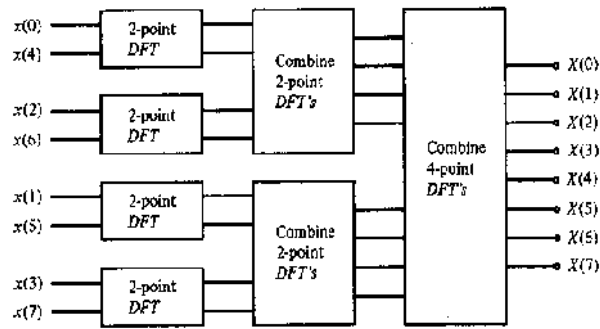 x(0)
x(4)
2-point
DFT
x(2)
x(6)
2-point
DFT
Combine
2-point
DFT's
x(1)
x(5)
2-point
DFT
x(3)
x(7)
2-point
DFT
Combine
2-point
DFT's
Combine
4-point
DFT's
X(0)
X(1)
X(2)
X(3)
X(4)
X(5)
X(6)
X(7)